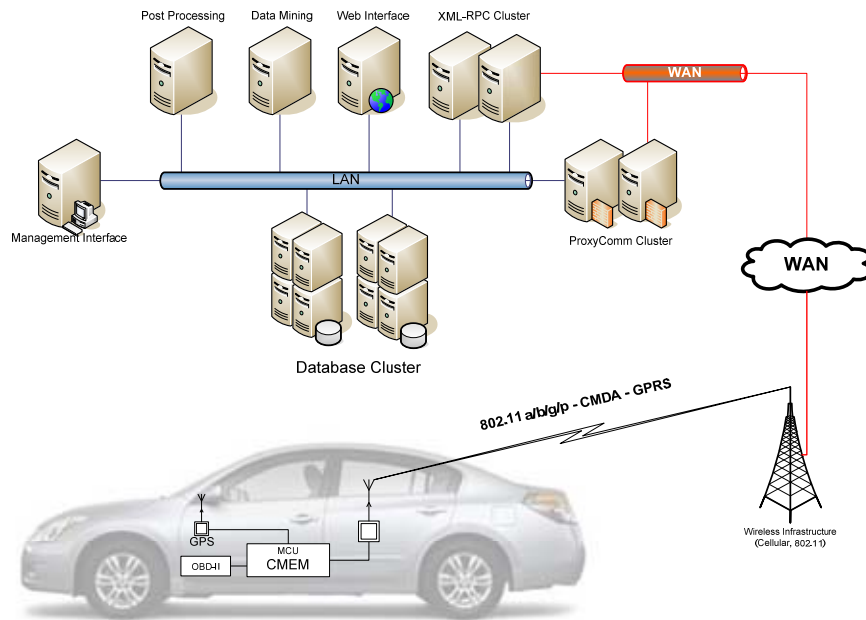 Post Processing
Data Mining
Web Interface
XML-RPC Cluster
WAN
LAN
Management Interface
ProxyComm Cluster
WAN
Database Cluster
802.11 a/b/g/p - CMDA - GPRS
GPS
MCU
CMEM
OBD-II
Wireless Infrastructure
(Cellular, 802.11)